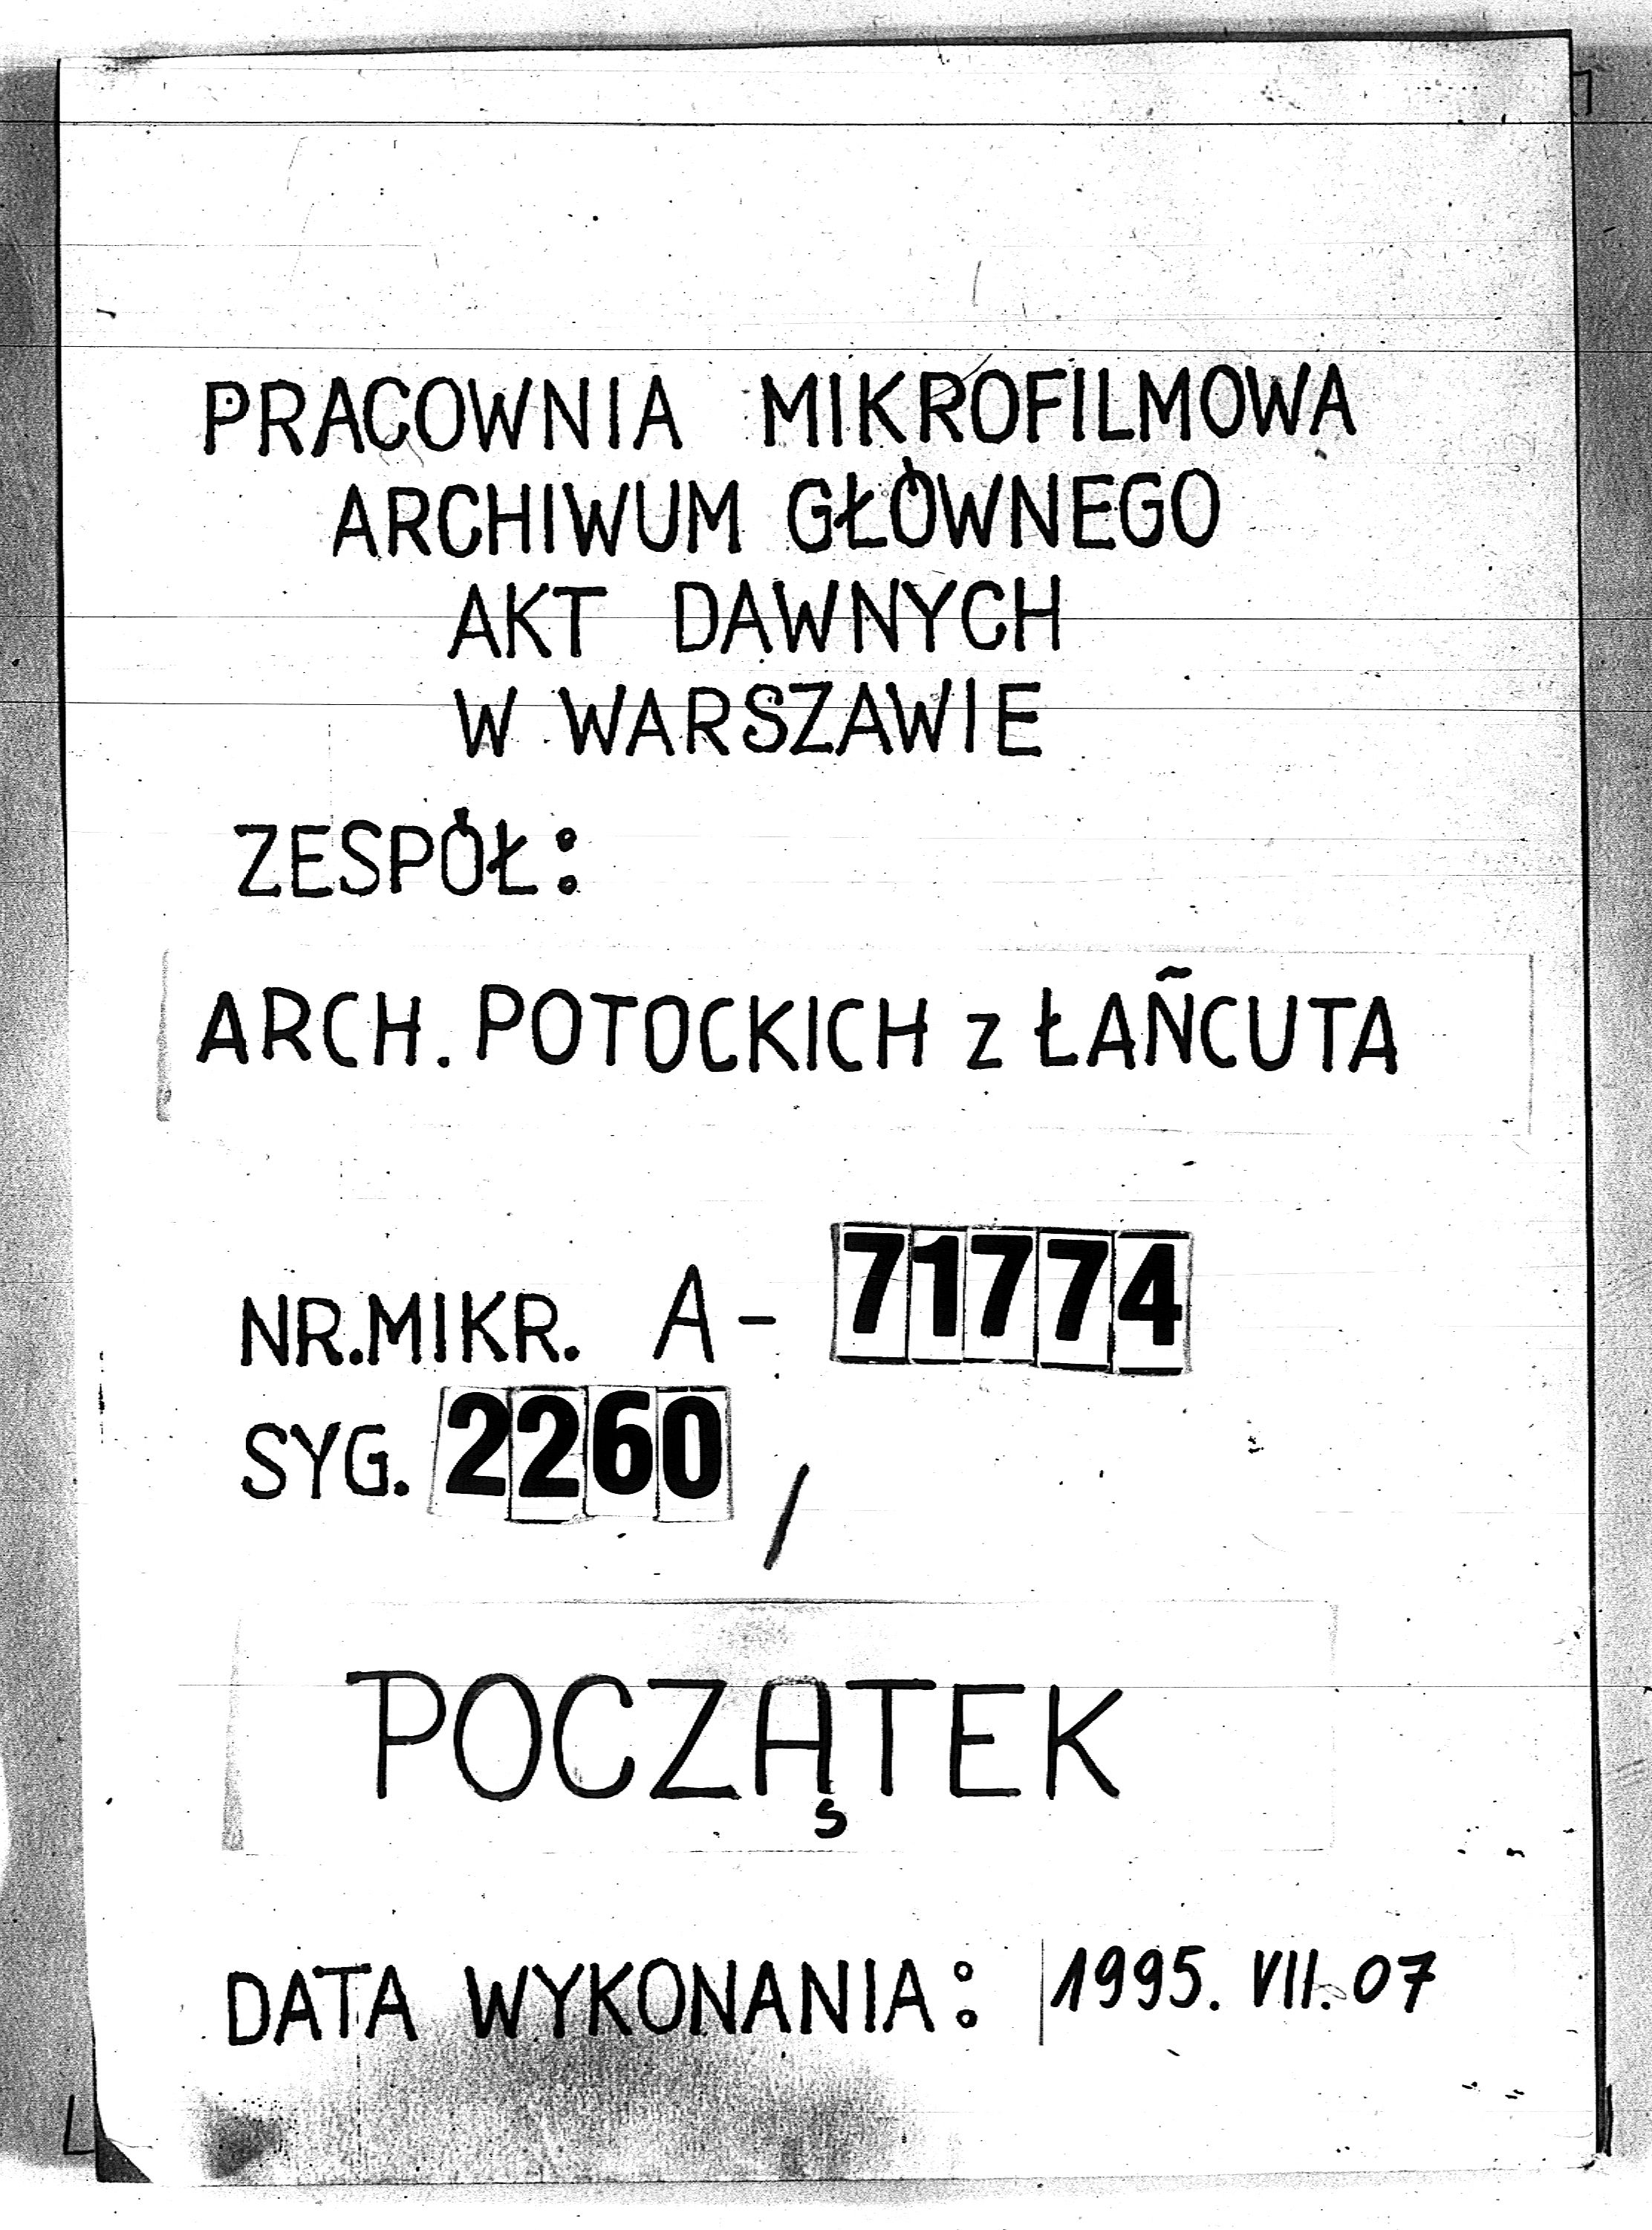 PRACOWNIA MIKROFILMOWA
ARCHIWUM GŁÓWNEGO
AKT DAWNYCH
W WARSZAWIE
ZESPÓŁ:
ARCH. POTOCKICH z ŁAŃCUTA
NR.MIKR. A- 71774
SYG. 2260 /
POCZĄTEK
DATA WYKONANIA: 1995. VII. 07